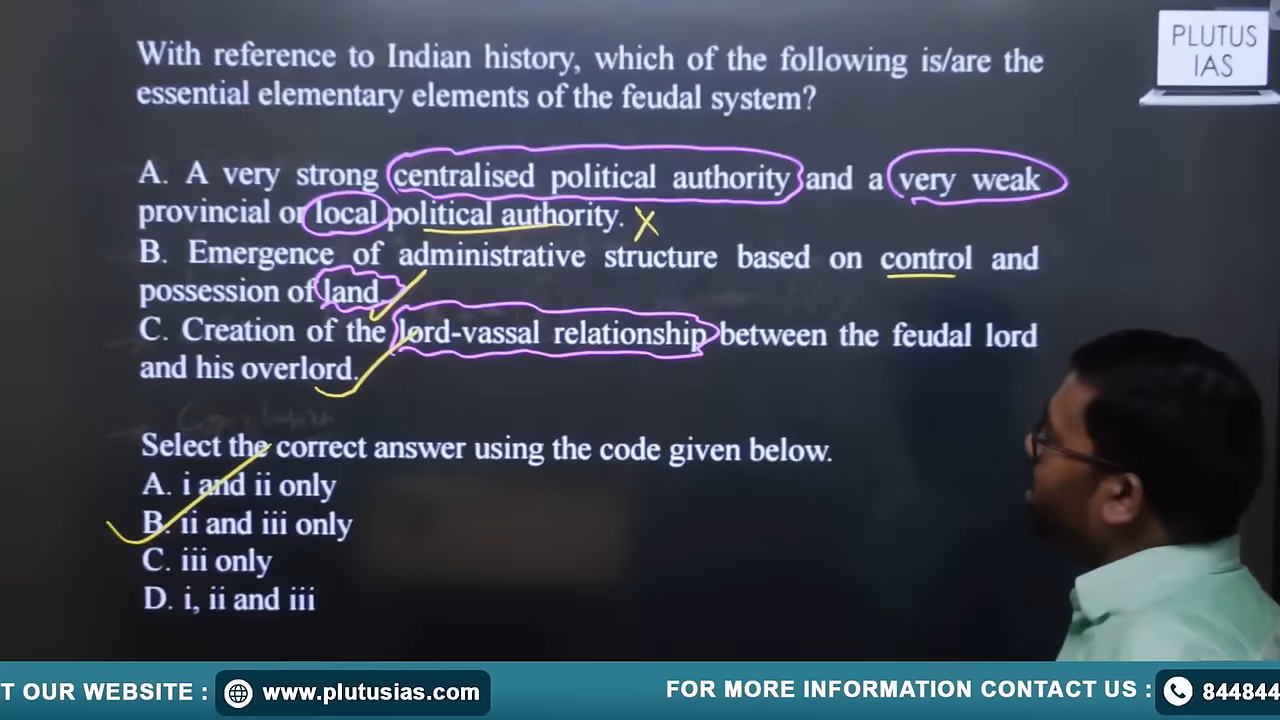 PLUTUS
IAS
With reference to Indian history, which of the following is/are the
essential elementary elements of the feudal system?
A. A very strong centralised political authority and a very weak
provincial or local political authority. X
B. Emergence of administrative structure based on control and
possession of land
C. Creation of the lord-vassal relationship between the feudal lord
and his overlord.
Select the correct answer using the code given below.
A. i and ii only
B. ii and iii only
C. iii only
D. i, ii and iii
T OUR WEBSITE : www.plutusias.com FOR MORE INFORMATION CONTACT US : 844844